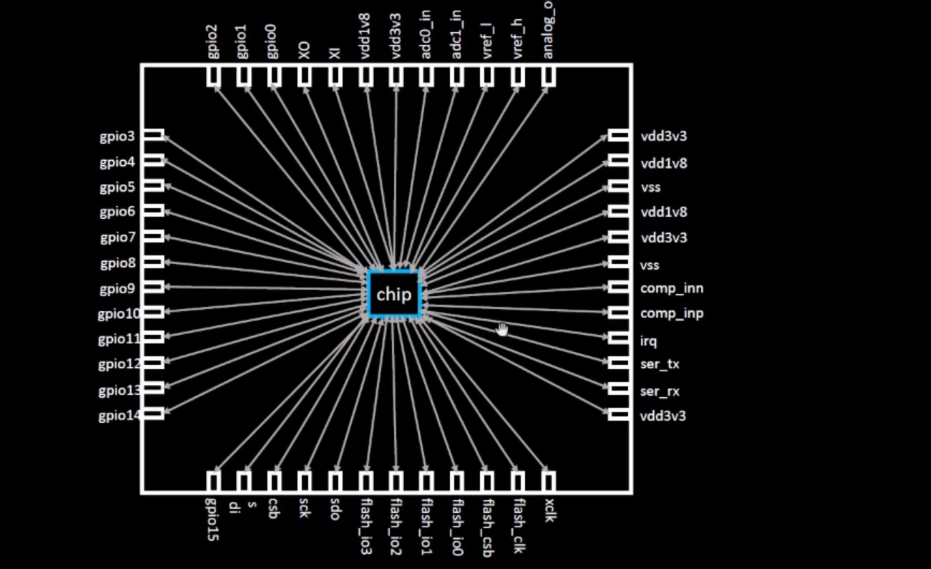 gpio2
gpio1
gpio0
XO
XI
vdd1v8
vdd3v3
adc0_in
adc1_in
vref_l
vref_h
analog_o
gpio3
gpio4
gpio5
gpio6
gpio7
gpio8
gpio9
gpio10
gpio11
gpio12
gpio13
gpio14
chip
vdd3v3
vdd1v8
vss
vdd1v8
vdd3v3
vss
comp_inn
comp_inp
irq
ser_tx
ser_rx
vdd3v3
gpio15
s
di
csb
sck
sdo
flash_io3
flash_io2
flash_io1
flash_io0
flash_csb
flash_clk
xclk